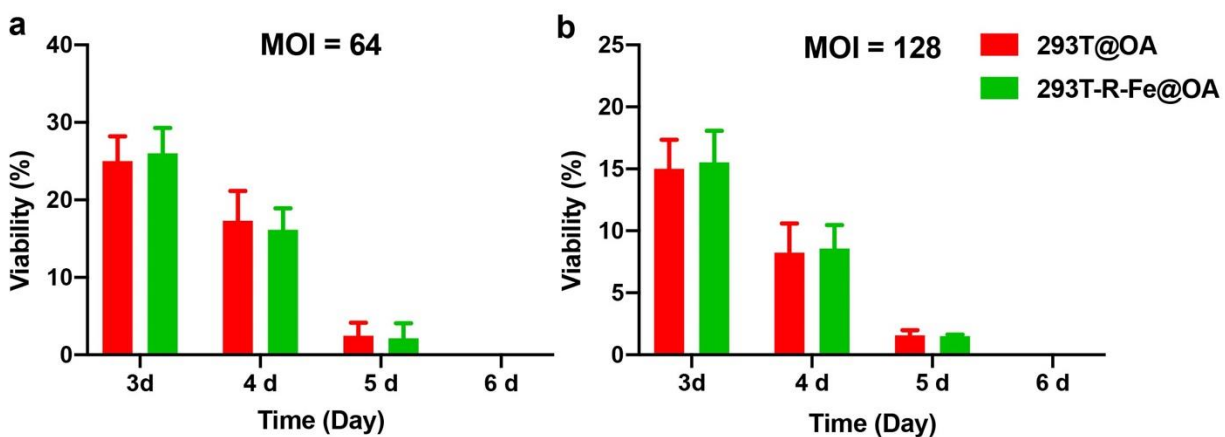 a
MOI = 64
40
30
20
10
0
Viability (%)
3d 4 d 5 d 6 d
Time (Day)
b
MOI = 128
25
20
15
10
5
0
Viability (%)
3d 4 d 5 d 6 d
Time (Day)
293T@OA
293T-R-Fe@OA